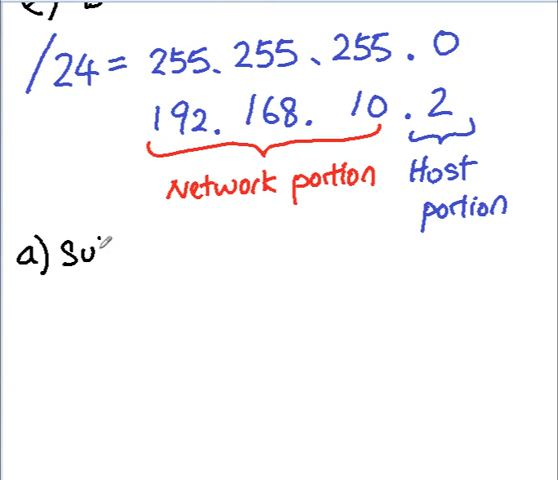 /24 = 255.255.255.0
192.168.10.2
Network portion
Host
portion
a) Su